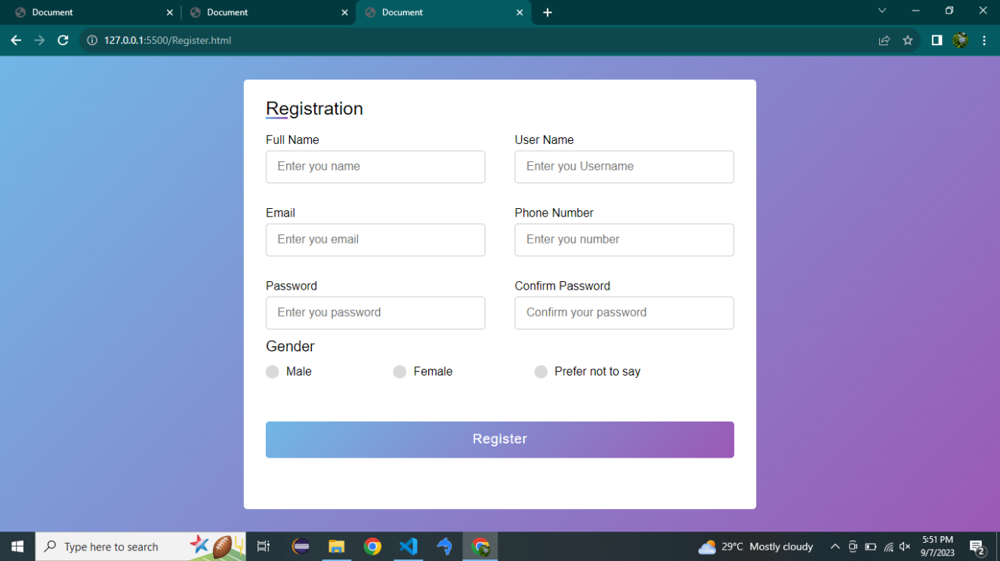 Document Document Document
127.0.0.1:5500/Register.html
Registration
Full Name User Name
Enter you name Enter you Username
Email Phone Number
Enter you email Enter you number
Password Confirm Password
Enter you password Confirm your password
Gender
Male Female Prefer not to say
Register
Type here to search 29°C Mostly cloudy 5:51 PM
9/7/2023 2